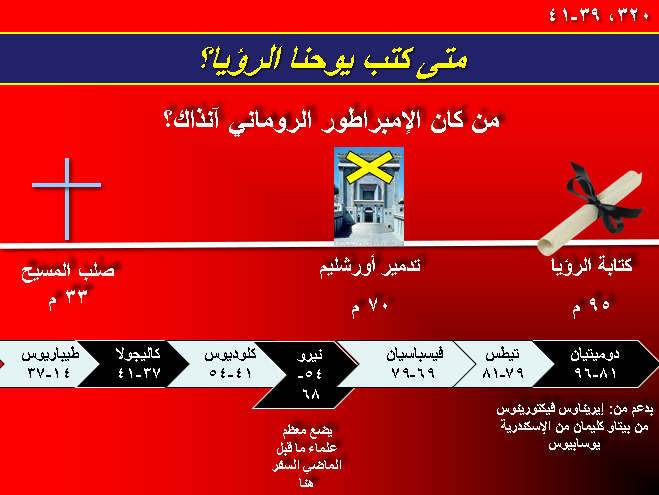 ٣٢٠، ٣٩-٤١
متى كتب يوحنا الرؤيا؟
من كان الإمبراطور الروماني آنذاك؟
صلب المسيح
٣٣ م
تدمير أورشليم
٧٠ م
كتابة الرؤيا
٩٥ م
طيباريوس
١٤-٣٧
كاليجولا
٣٧-٤١
كلوديوس
٤١-٥٤
نيرو
٥٤-
٦٨
ڤيسباسيان
٦٩-٧٩
تيطس
٧٩-٨١
دوميتيان
٨١-٩٦
يضع معظم
علماء ما قبل
الماضي السفر
هنا
بدعم من: إيريناوس ڤيكتورينوس
من بيتاو كليمان من الإسكندرية
يوسابيوس